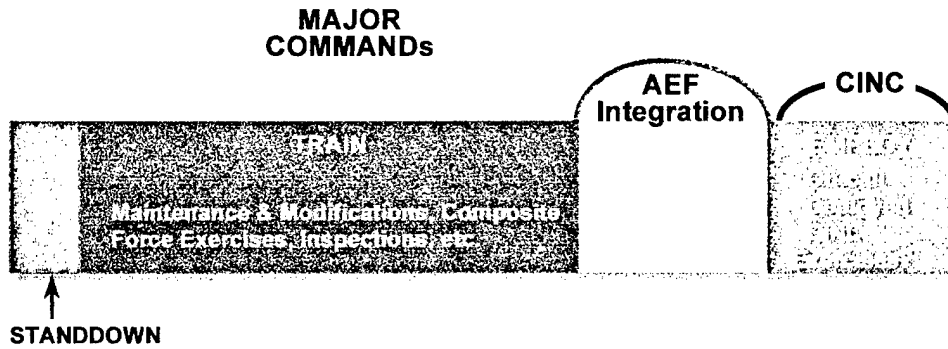 MAJOR
COMMANDs
AEF
Integration
CINC
TRAIN
Maintenance & Modifications, Composite
Force Exercises, Inspections, etc
STANDDOWN